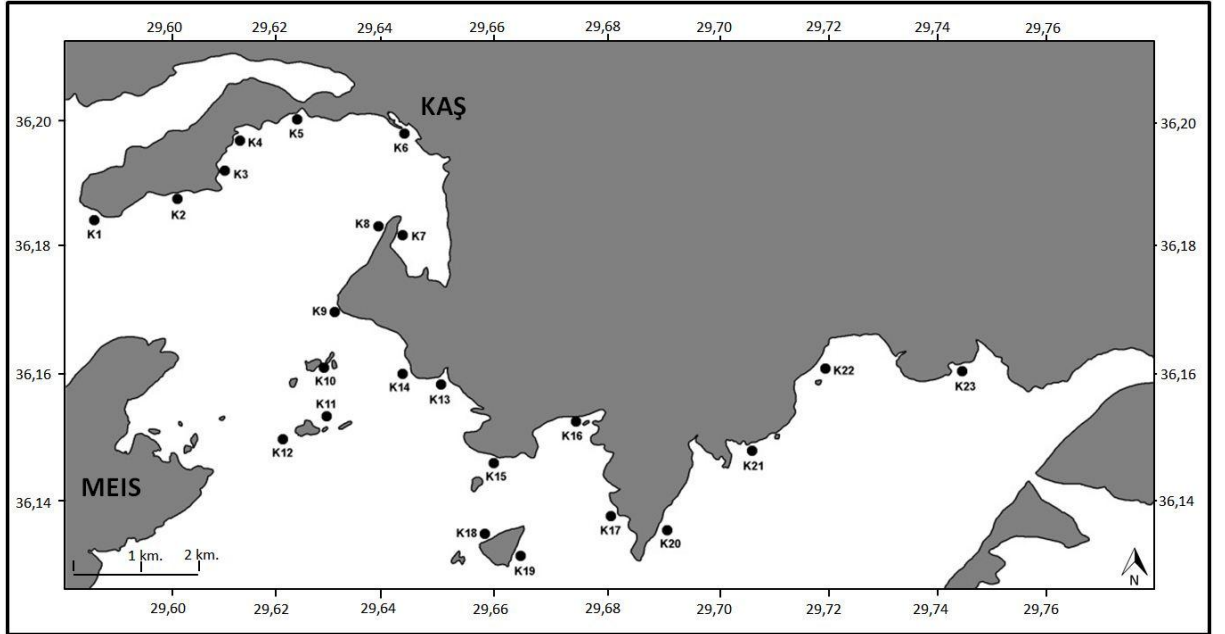 29,60 29,62 29,64 29,66 29,68 29,70 29,72 29,74 29,76
KAŞ
36,20 36,20
K5
K6
K4
K3
K2
K1
K8
K7
36,18 36,18
K9
K10
K14
K13
K22
K23
36,16 36,16
K11
K12
K16
K21
K15
MEIS
36,14 36,14
K18
K17
K20
K19
1 km. 2 km.
N
29,60 29,62 29,64 29,66 29,68 29,70 29,72 29,74 29,76